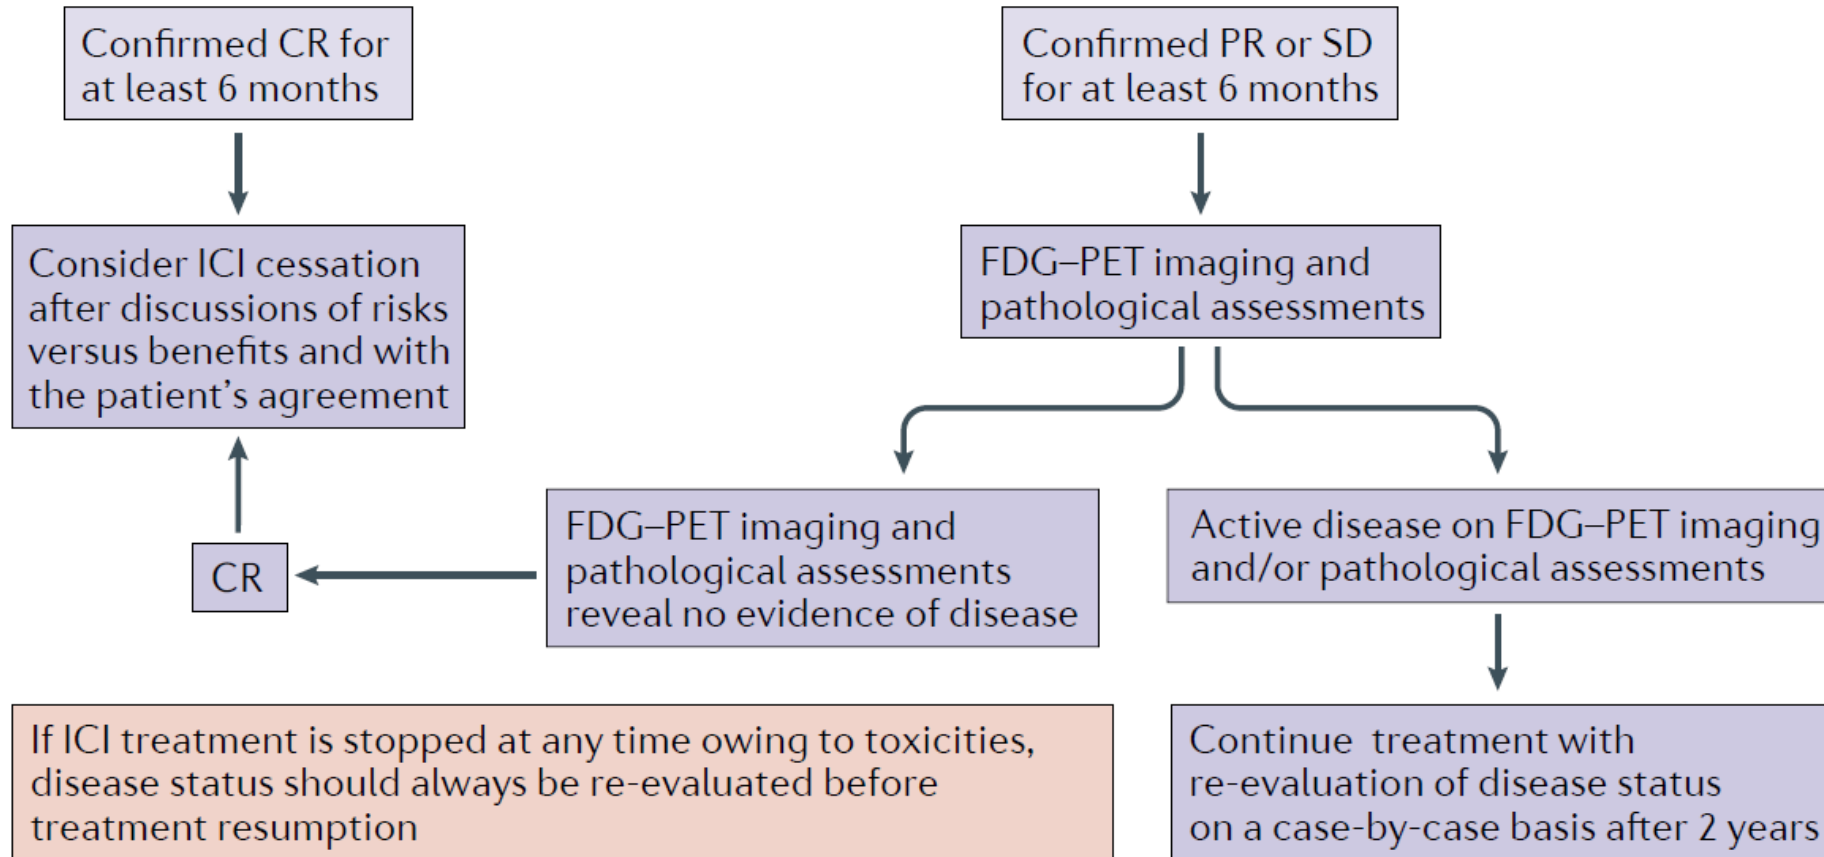 Confirmed CR for
at least 6 months
Confirmed PR or SD
for at least 6 months
Consider ICI cessation
after discussions of risks
versus benefits and with
the patient's agreement
FDG–PET imaging and
pathological assessments
CR
FDG–PET imaging and
pathological assessments
reveal no evidence of disease
Active disease on FDG–PET imaging
and/or pathological assessments
If ICI treatment is stopped at any time owing to toxicities,
disease status should always be re-evaluated before
treatment resumption
Continue treatment with
re-evaluation of disease status
on a case-by-case basis after 2 years